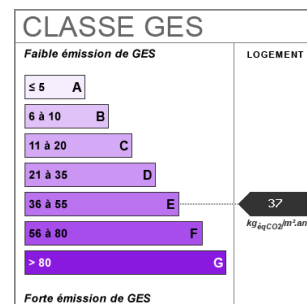 CLASSE GES
Faible émission de GES
LOGEMENT
≤ 5 A
6 à 10 B
11 à 20 C
21 à 35 D
36 à 55 E
37
kgéqCO2/m².an
56 à 80 F
> 80 G
Forte émission de GES